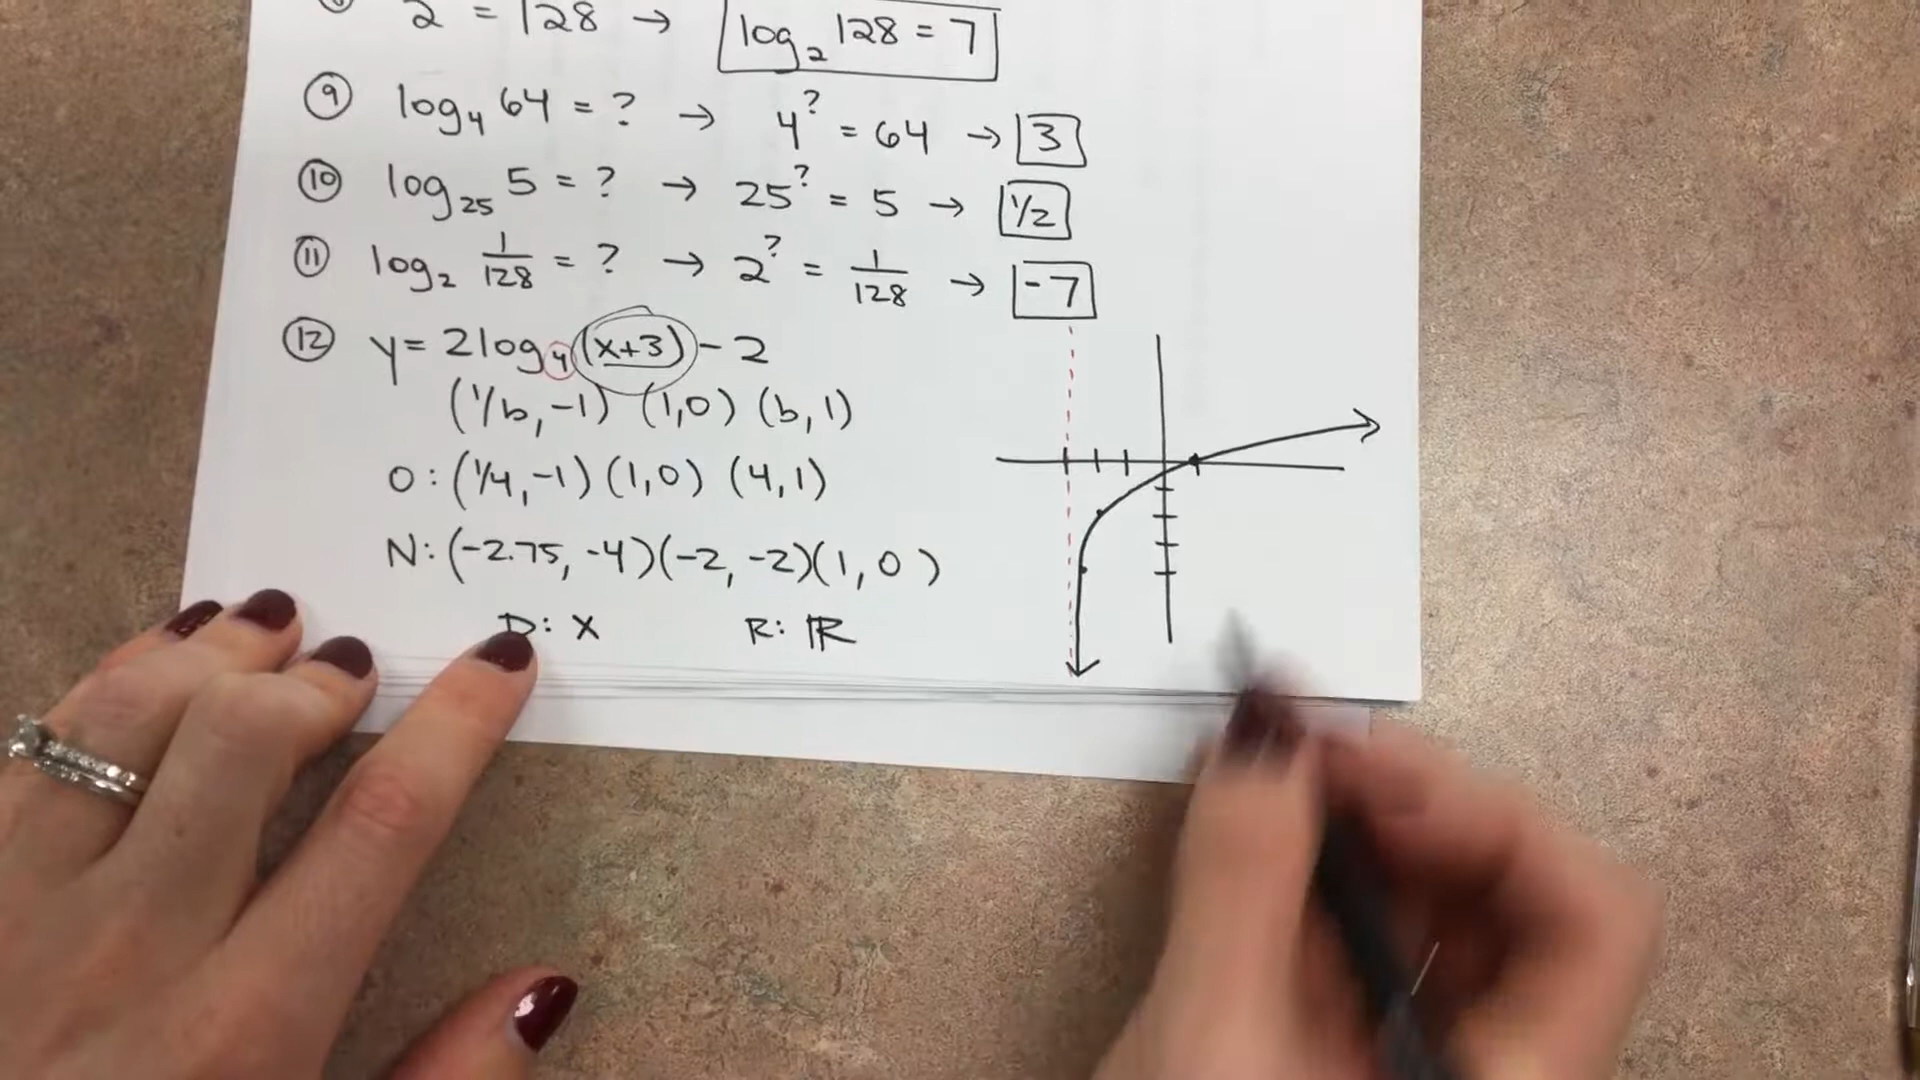 2 = 128 → log₂ 128 = 7
⑨ log₄ 64 = ? → 4^? = 64 → 3
⑩ log₂₅ 5 = ? → 25^? = 5 → 1/2
⑪ log₂ 1/128 = ? → 2^? = 1/128 → -7
⑫ y = 2log₄(x+3) - 2
(1/b, -1) (1,0) (b, 1)
O: (1/4, -1) (1,0) (4,1)
N: (-2.75, -4)(-2, -2)(1, 0)
D: x R: ℝ